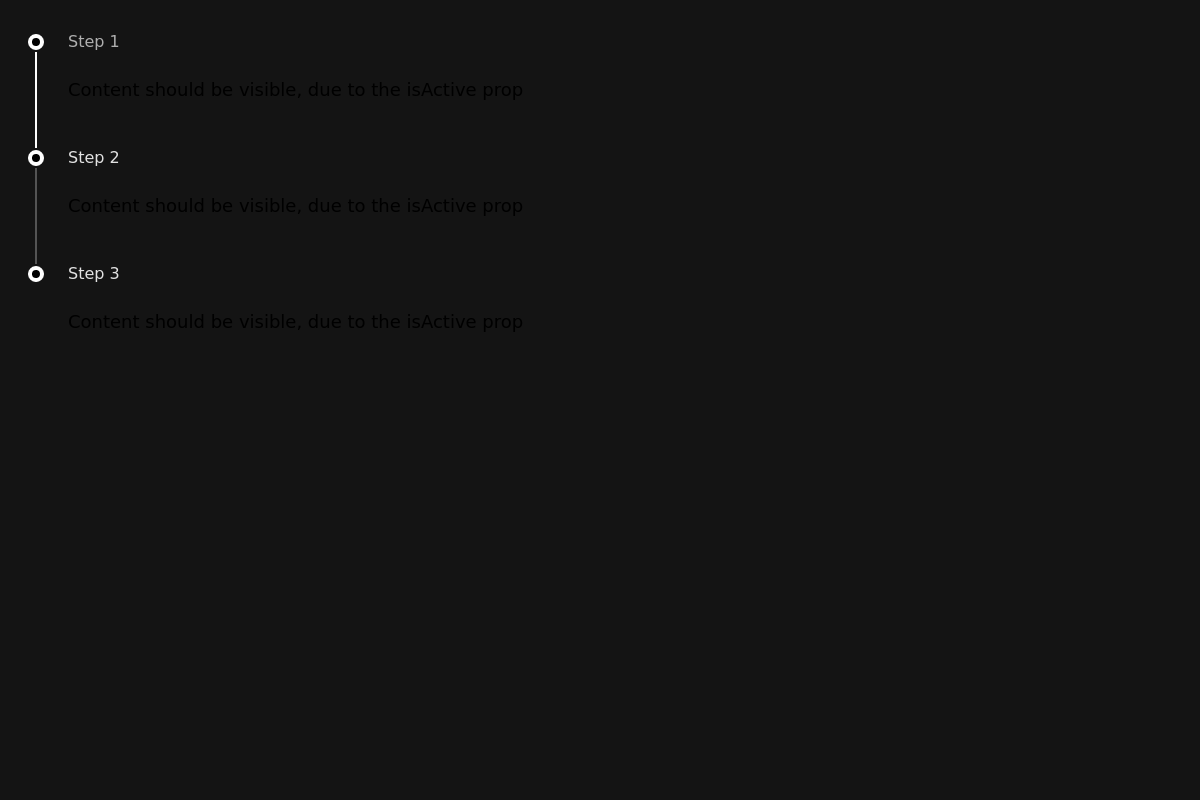 Step 1
Content should be visible, due to the isActive prop
Step 2
Content should be visible, due to the isActive prop
Step 3
Content should be visible, due to the isActive prop